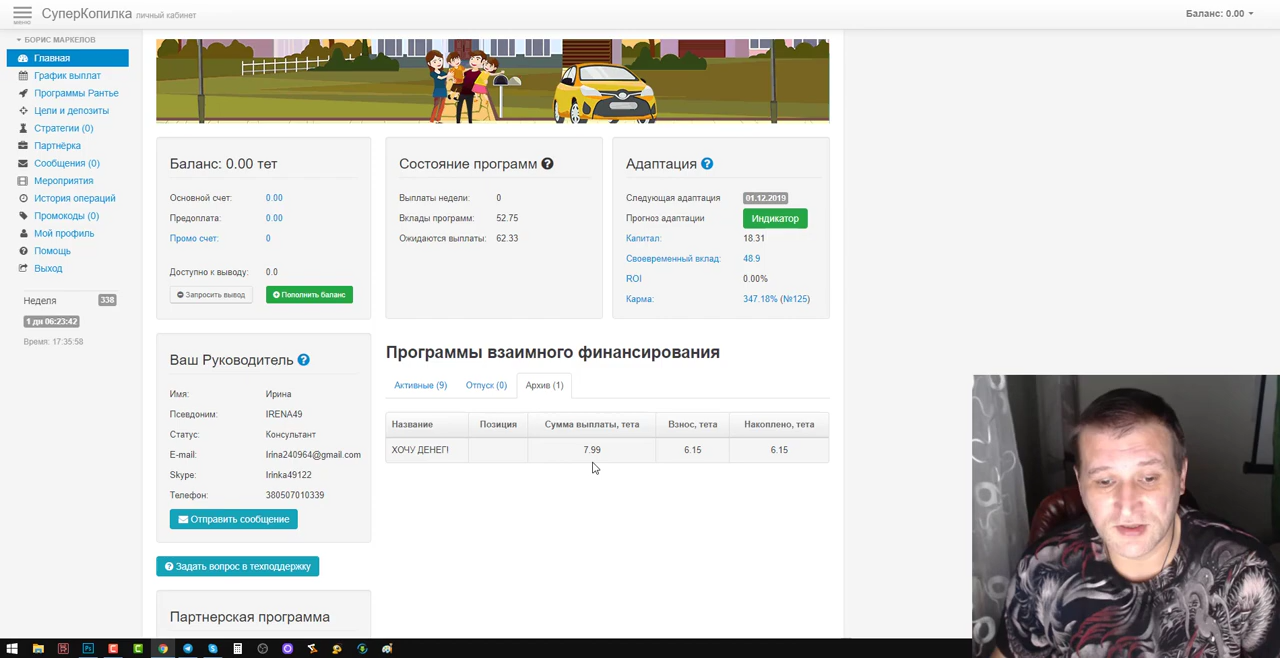 СуперКопилка личный кабинет
Баланс: 0.00
меню
БОРИС МАРКЕЛОВ
Главная
График выплат
Программы Рантье
Цели и депозиты
Стратегии (0)
Партнёрка
Сообщения (0)
Мероприятия
История операций
Промокоды (0)
Мой профиль
Помощь
Выход
Неделя 338
1 дн 06:23:42
Время: 17:35:58
Баланс: 0.00 тет
Основной счет: 0.00
Предоплата: 0.00
Промо счет: 0
Доступно к выводу: 0.0
Запросить вывод
Пополнить баланс
Состояние программ
Выплаты недели: 0
Вклады программ: 52.75
Ожидаются выплаты: 62.33
Адаптация
Следующая адаптация 01.12.2019
Прогноз адаптации Индикатор
Капитал: 18.31
Своевременный вклад: 48.9
ROI 0.00%
Карма: 347.18% (№125)
Ваш Руководитель
Имя: Ирина
Псевдоним: IRENA49
Статус: Консультант
E-mail: Irina240964@gmail.com
Skype: Irinka49122
Телефон: 380507010339
Отправить сообщение
Задать вопрос в техподдержку
Партнерская программа
Программы взаимного финансирования
Активные (9) Отпуск (0) Архив (1)
Название Позиция Сумма выплаты, тета Взнос, тета Накоплено, тета
ХОЧУ ДЕНЕГ! 7.99 6.15 6.15